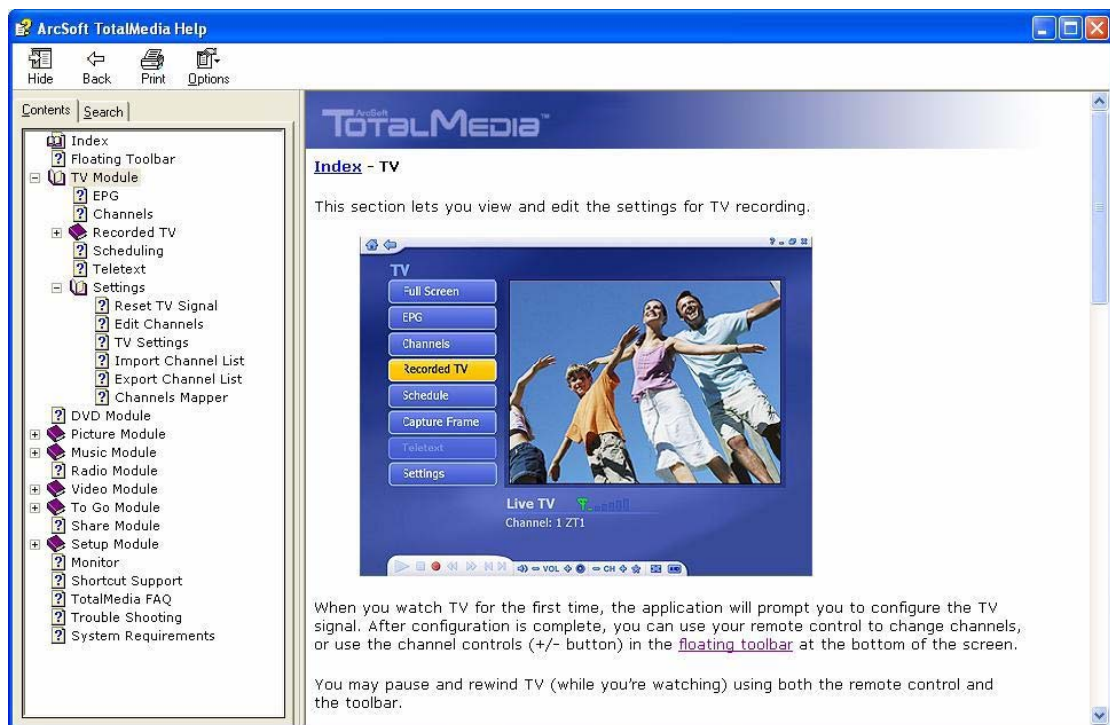 ArcSoft TotalMedia Help
Hide Back Print Options
Contents Search
Index
Floating Toolbar
TV Module
EPG
Channels
Recorded TV
Scheduling
Teletext
Settings
Reset TV Signal
Edit Channels
TV Settings
Import Channel List
Export Channel List
Channels Mapper
DVD Module
Picture Module
Music Module
Radio Module
Video Module
To Go Module
Share Module
Setup Module
Monitor
Shortcut Support
TotalMedia FAQ
Trouble Shooting
System Requirements
ArcSoft
TOTALMEDIA™
Index - TV
This section lets you view and edit the settings for TV recording.
TV
Full Screen
EPG
Channels
Recorded TV
Schedule
Capture Frame
Teletext
Settings
Live TV
Channel: 1 ZT1
VOL CH
When you watch TV for the first time, the application will prompt you to configure the TV
signal. After configuration is complete, you can use your remote control to change channels,
or use the channel controls (+/- button) in the floating toolbar at the bottom of the screen.
You may pause and rewind TV (while you're watching) using both the remote control and
the toolbar.